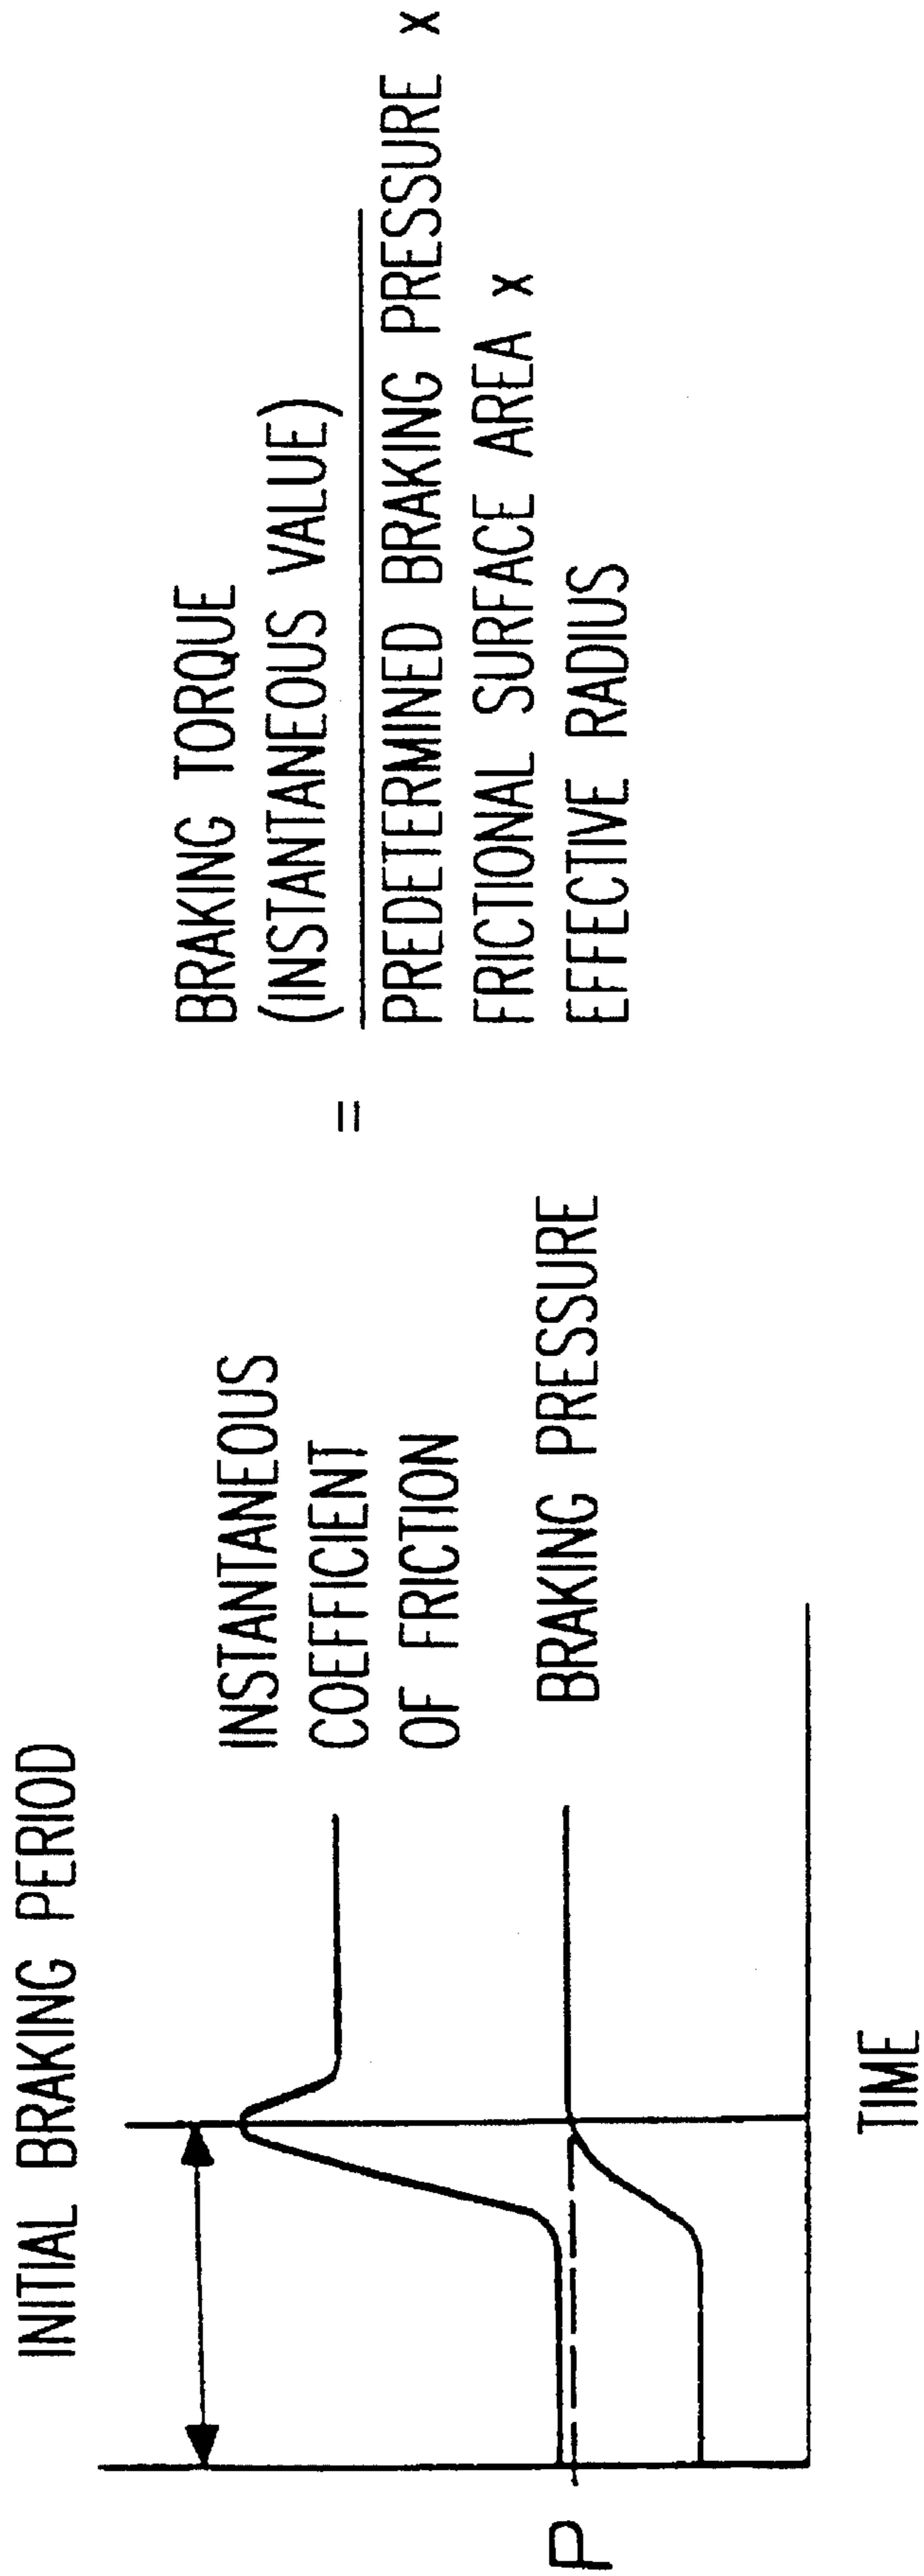 INITIAL BRAKING PERIOD
INSTANTANEOUS
COEFFICIENT
OF FRICTION
=
BRAKING TORQUE
(INSTANTANEOUS VALUE)
PREDETERMINED BRAKING PRESSURE x
FRICTIONAL SURFACE AREA x
EFFECTIVE RADIUS
P
BRAKING PRESSURE
TIME